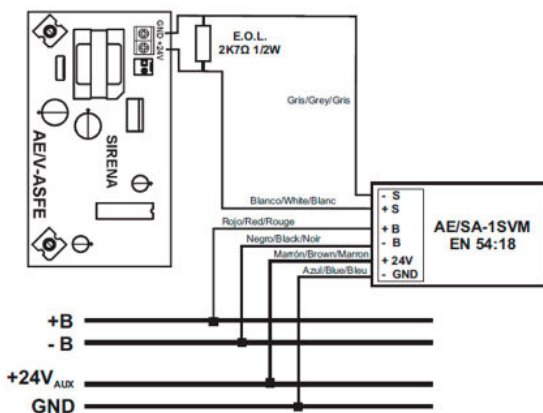 GND +24V
AE/V-ASFE
SIRENA
E.O.L.
2K7Ω 1/2W
Gris/Grey/Gris
Blanco/White/Blanc
Rojo/Red/Rouge
Negro/Black/Noir
Marrón/Brown/Marron
Azul/Blue/Bleu
- S
+ S
+ B
- B
+ 24V
- GND
AE/SA-1SVM
EN 54:18
+B
- B
+24VAUX
GND